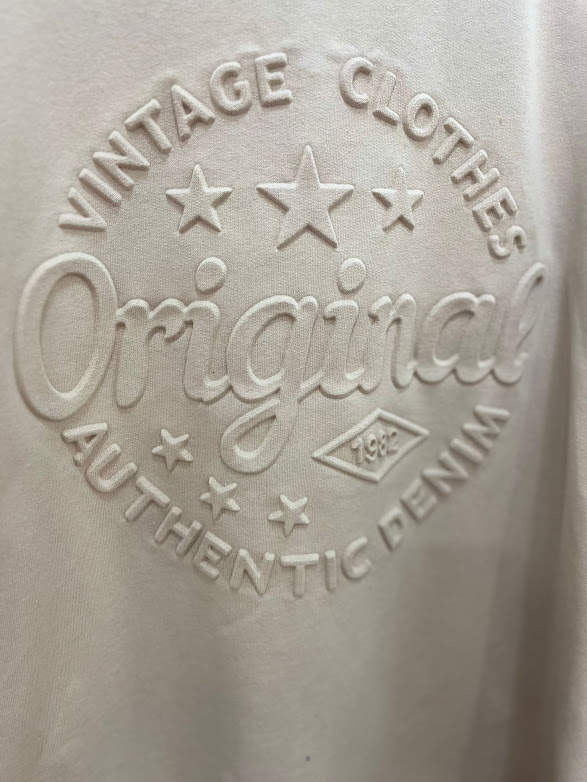 VINTAGE CLOTHES
Original
1982
AUTHENTIC DENIM